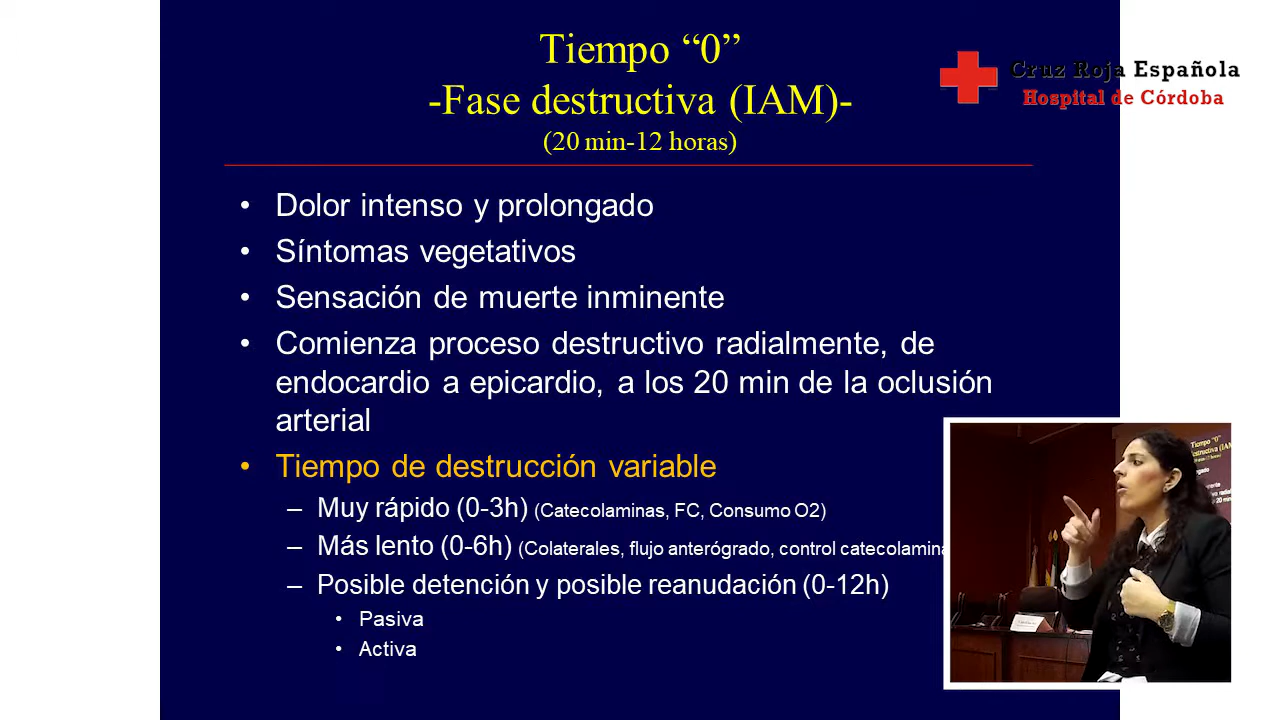 Tiempo “0”
-Fase destructiva (IAM)-
(20 min-12 horas)
Cruz Roja Española
Hospital de Córdoba
• Dolor intenso y prolongado
• Síntomas vegetativos
• Sensación de muerte inminente
• Comienza proceso destructivo radialmente, de
endocardio a epicardio, a los 20 min de la oclusión
arterial
• Tiempo de destrucción variable
– Muy rápido (0-3h) (Catecolaminas, FC, Consumo O2)
– Más lento (0-6h) (Colaterales, flujo anterógrado, control
– Posible detención y posible reanudación (0-12h)
• Pasiva
• Activa
Tiempo “0”